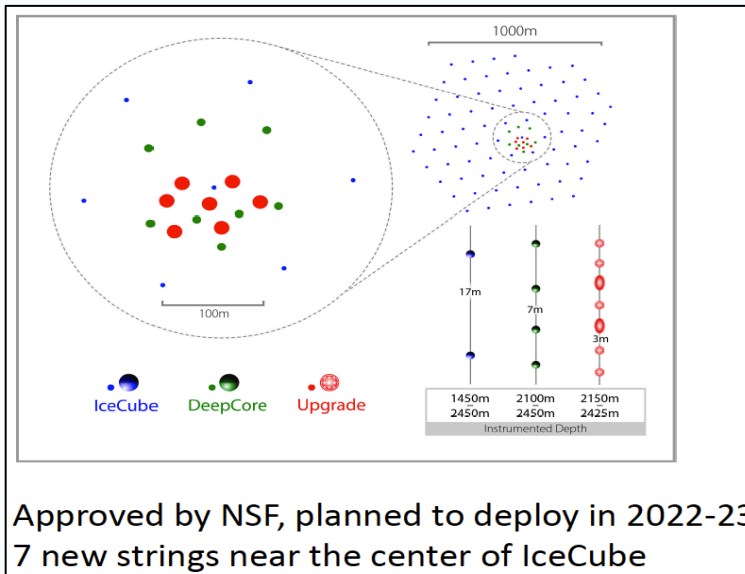 1000m
100m
17m
7m
3m
IceCube
DeepCore
Upgrade
1450m 2100m 2150m
– – –
2450m 2450m 2425m
Instrumented Depth
Approved by NSF, planned to deploy in 2022-23
7 new strings near the center of IceCube